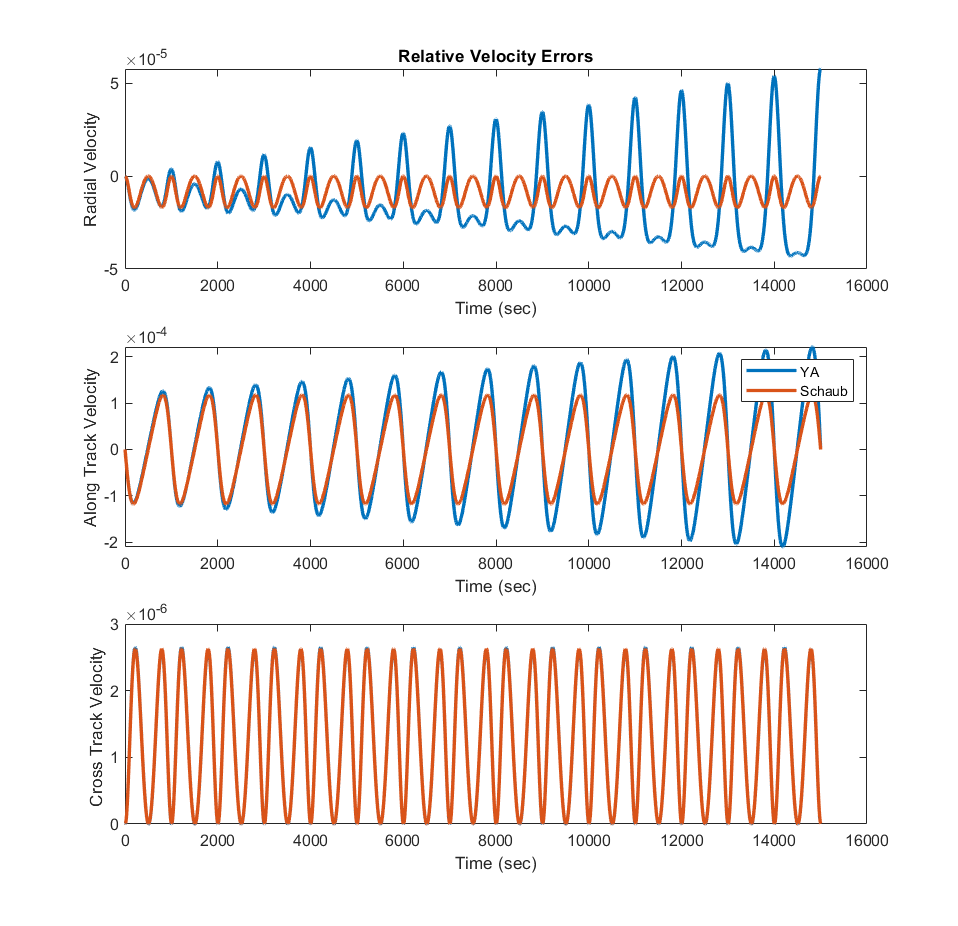 Relative Velocity Errors
×10-5
Radial Velocity
5
0
-5
0 2000 4000 6000 8000 10000 12000 14000 16000
Time (sec)
×10-4
Along Track Velocity
2
1
0
-1
-2
YA
Schaub
0 2000 4000 6000 8000 10000 12000 14000 16000
Time (sec)
×10-6
Cross Track Velocity
3
2
1
0
0 2000 4000 6000 8000 10000 12000 14000 16000
Time (sec)